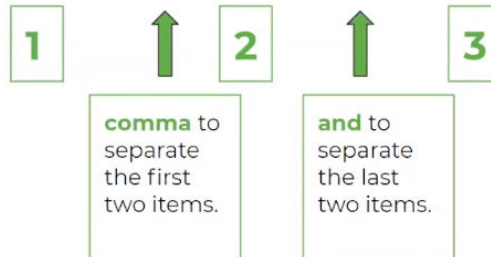 1
2
3
comma to
separate
the first
two items.
and to
separate
the last
two items.